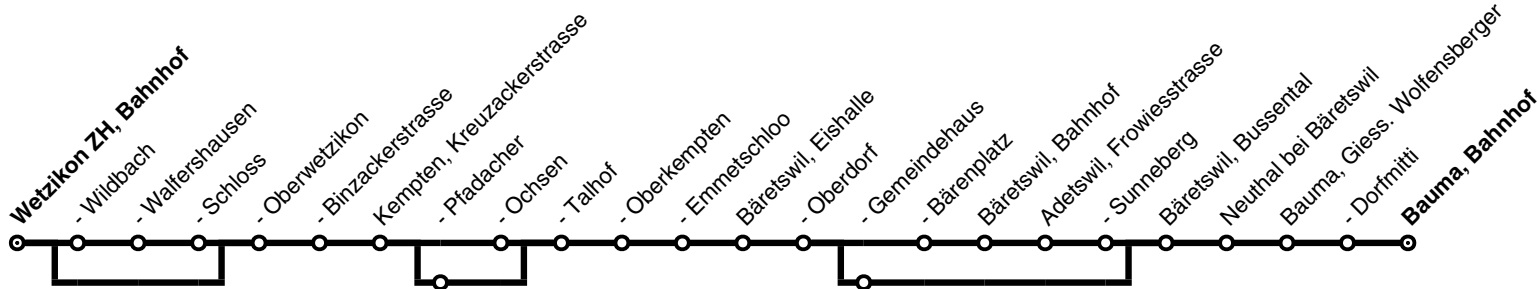 Wetzikon ZH, Bahnhof
- Wildbach
- Walfershausen
- Schloss
- Oberwetzikon
- Binzackerstrasse
Kempten, Kreuzackerstrasse
- Pfadacher
- Ochsen
- Talhof
- Oberkempten
- Emmetschloo
Bäretswil, Eishalle
- Oberdorf
- Gemeindehaus
- Bärenplatz
Bäretswil, Bahnhof
Adetswil, Frowiesstrasse
- Sunneberg
Bäretswil, Bussental
Neuthal bei Bäretswil
Bauma, Giess. Wolfensberger
- Dorfmitti
Bauma, Bahnhof